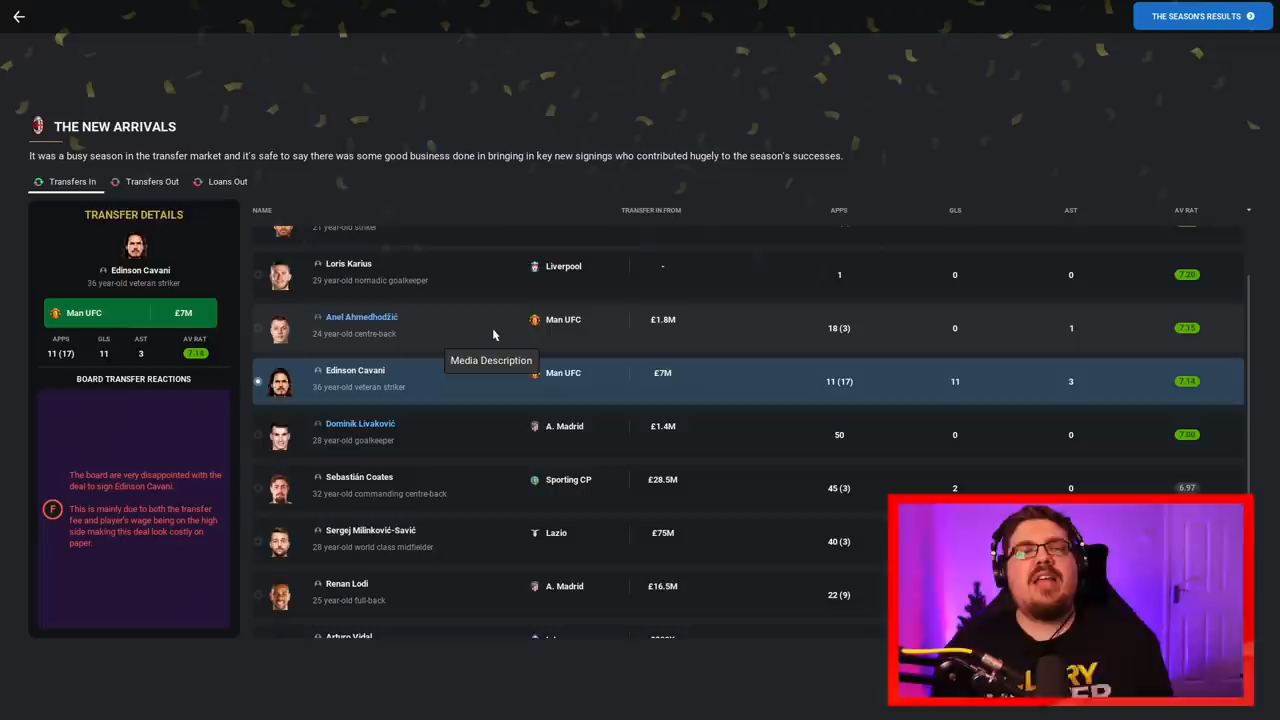 THE SEASON'S RESULTS
THE NEW ARRIVALS
It was a busy season in the transfer market and it's safe to say there was some good business done in bringing in key new signings who contributed hugely to the season's successes.
Transfers In Transfers Out Loans Out
TRANSFER DETAILS
Edinson Cavani
36 year-old veteran striker
Man UFC £7M
APPS GLS AST AV RAT
11 (17) 11 3 7.14
BOARD TRANSFER REACTIONS
The board are very disappointed with the
deal to sign Edinson Cavani.
F
This is mainly due to both the transfer
fee and player's wage being on the high
side making this deal look costly on
paper.
NAME TRANSFER IN FROM APPS GLS AST AV RAT
21 year-old striker
Loris Karius Liverpool -
29 year-old nomadic goalkeeper 1 0 0 7.20
Anel Ahmedhodžić Man UFC £1.8M
24 year-old centre-back 18 (3) 0 1 7.15
Media Description
Edinson Cavani Man UFC £7M
36 year-old veteran striker 11 (17) 11 3 7.14
Dominik Livaković A. Madrid £1.4M
28 year-old goalkeeper 50 0 0 7.00
Sebastián Coates Sporting CP £28.5M
32 year-old commanding centre-back 45 (3) 2 0 6.97
Sergej Milinković-Savić Lazio £75M
28 year-old world class midfielder 40 (3)
Renan Lodi A. Madrid £16.5M
25 year-old full-back 22 (9)
Arturo Vidal